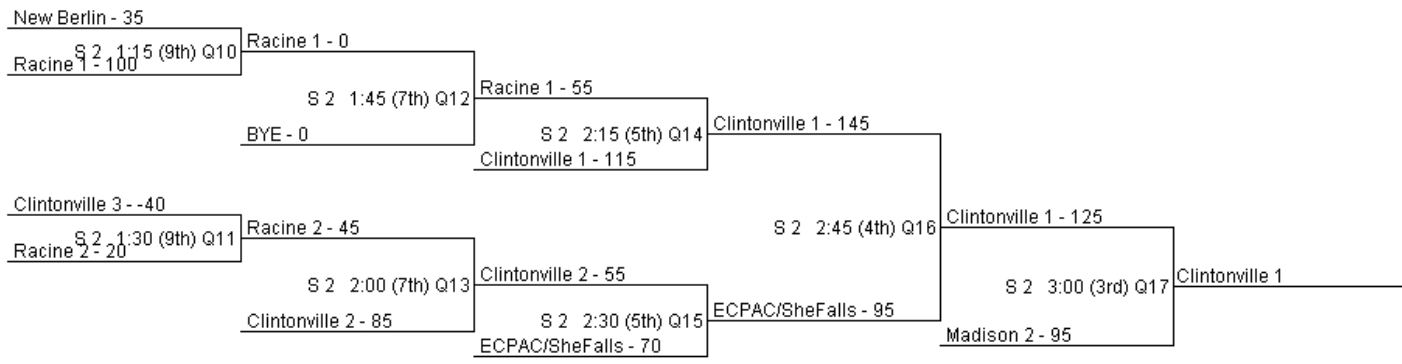 New Berlin - 35
S 2 1:15 (9th) Q10
Racine 1 - 100
Racine 1 - 0
S 2 1:45 (7th) Q12
BYE - 0
Racine 1 - 55
S 2 2:15 (5th) Q14
Clintonville 1 - 115
Clintonville 1 - 145
Clintonville 3 - -40
S 2 1:30 (9th) Q11
Racine 2 - 20
Racine 2 - 45
S 2 2:00 (7th) Q13
Clintonville 2 - 85
Clintonville 2 - 55
S 2 2:30 (5th) Q15
ECPAC/SheFalls - 70
ECPAC/SheFalls - 95
S 2 2:45 (4th) Q16
Clintonville 1 - 125
S 2 3:00 (3rd) Q17
Madison 2 - 95
Clintonville 1